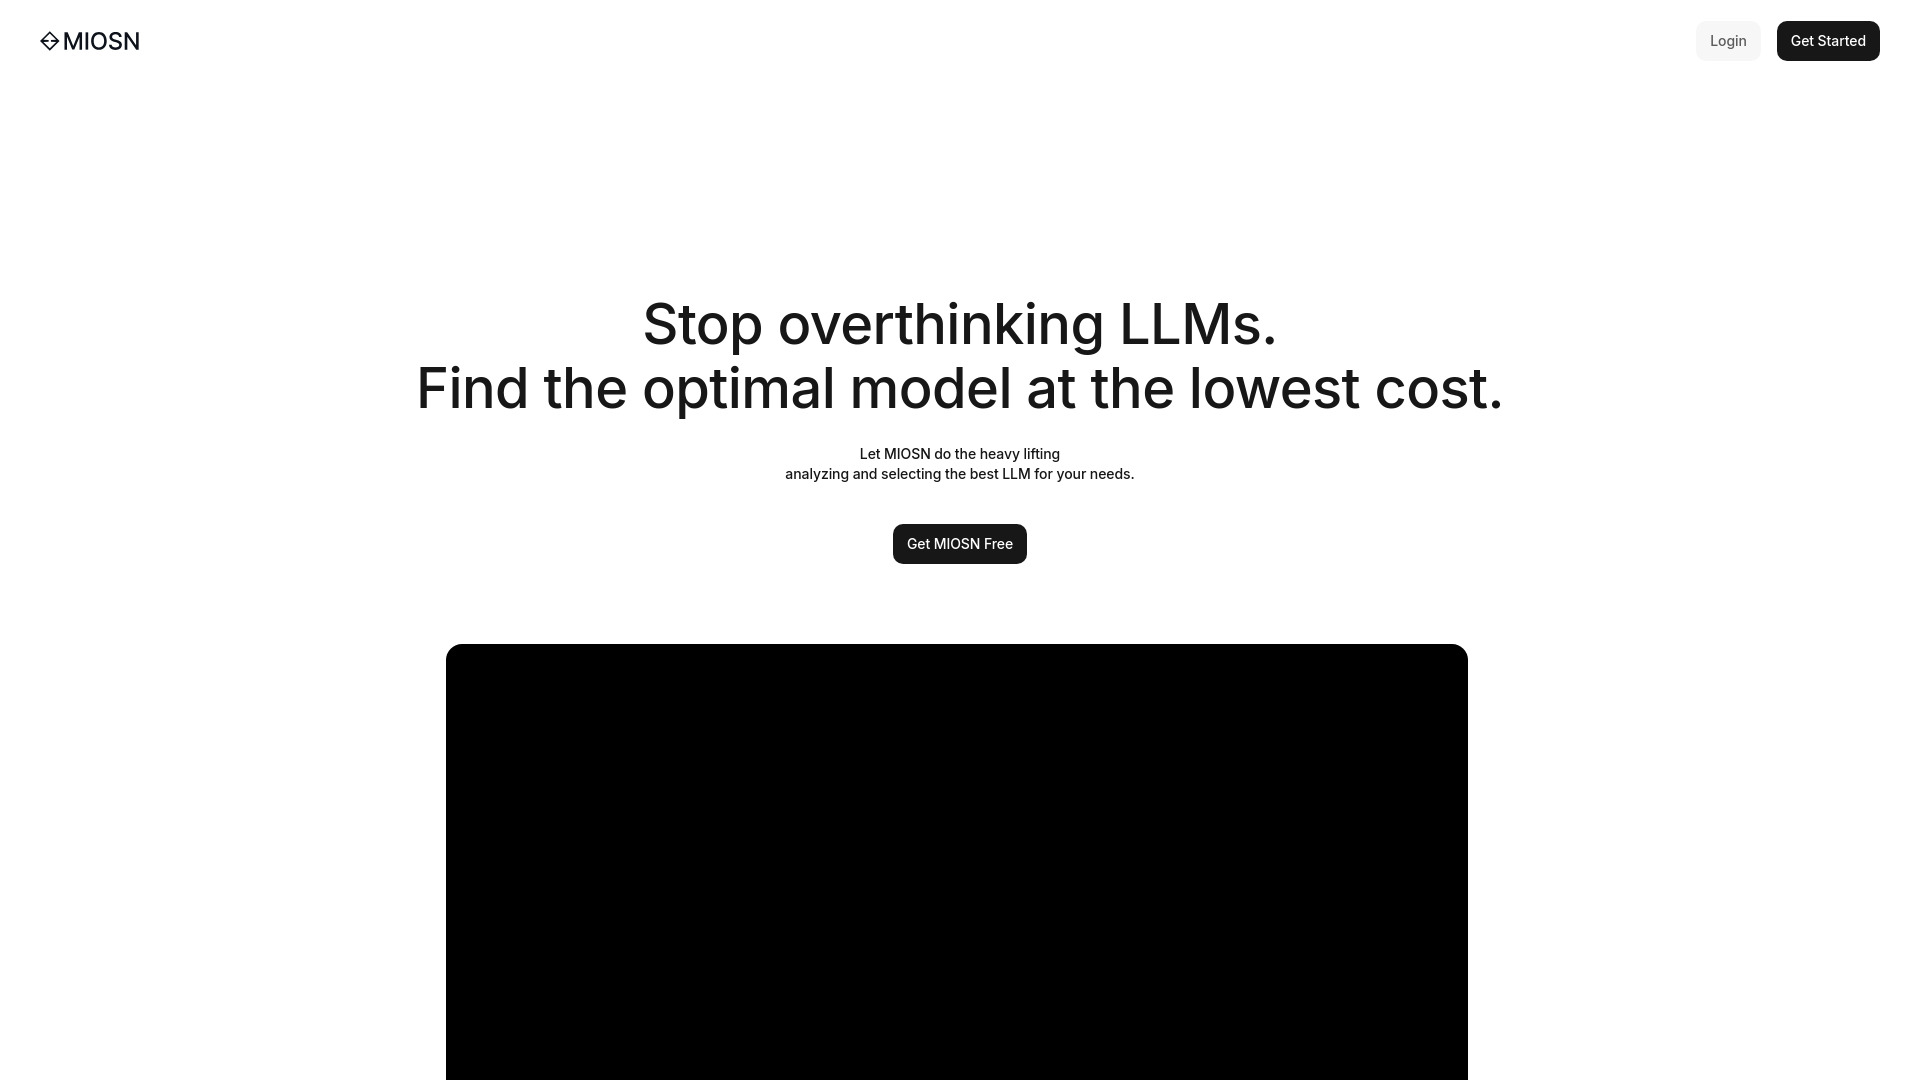 MIOSN
Login
Get Started
Stop overthinking LLMs.
Find the optimal model at the lowest cost.
Let MIOSN do the heavy lifting
analyzing and selecting the best LLM for your needs.
Get MIOSN Free